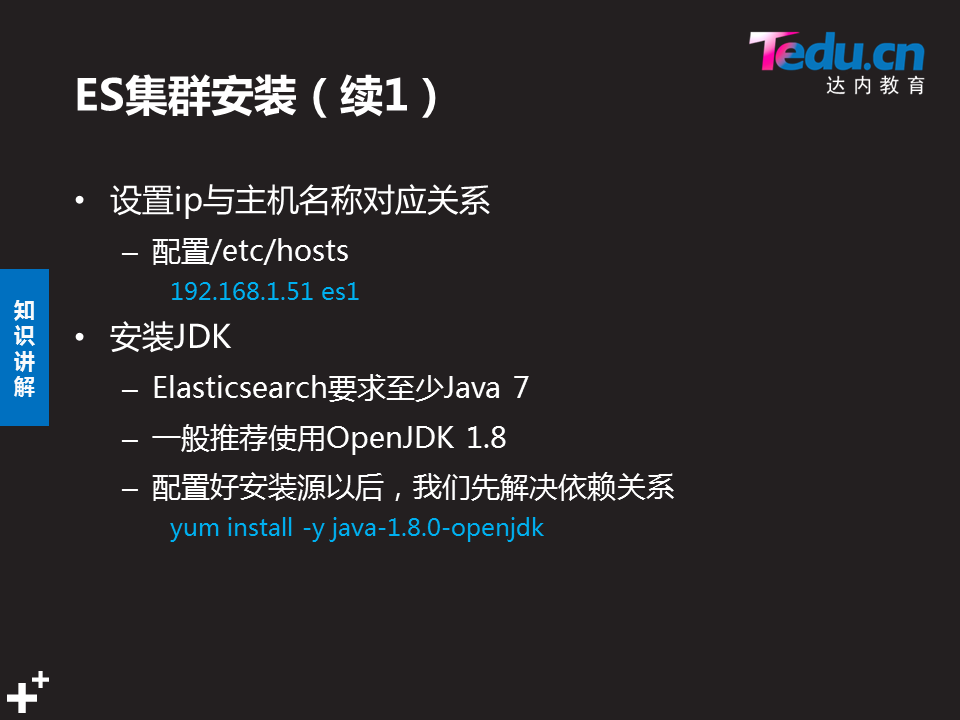 Tedu.cn
达内教育
ES集群安装（续1）
• 设置ip与主机名称对应关系
– 配置/etc/hosts
192.168.1.51 es1
• 安装JDK
– Elasticsearch要求至少Java 7
– 一般推荐使用OpenJDK 1.8
– 配置好安装源以后，我们先解决依赖关系
yum install -y java-1.8.0-openjdk
知识讲解